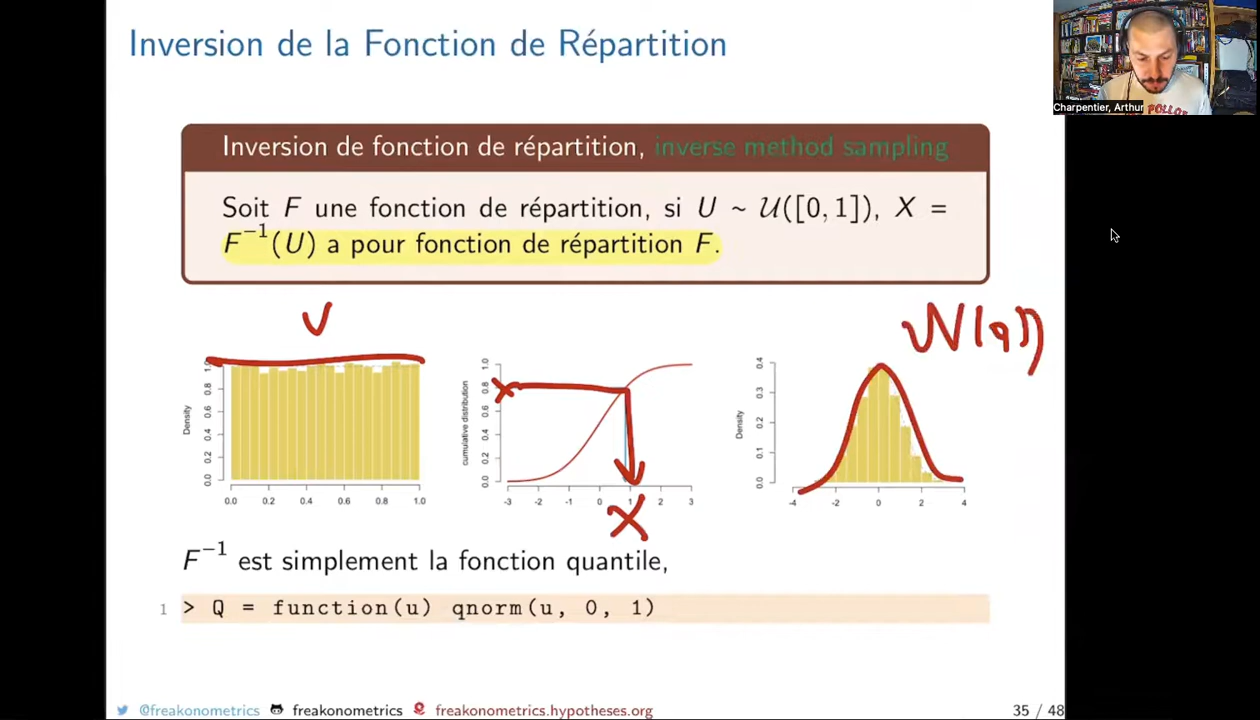 Inversion de la Fonction de Répartition
Charpentier, Arthur
Inversion de fonction de répartition, inverse method sampling
Soit F une fonction de répartition, si U ~ U([0, 1]), X =
F⁻¹(U) a pour fonction de répartition F.
U
N(0,1)
Density
0.0 0.2 0.4 0.6 0.8 1.0
0.0 0.2 0.4 0.6 0.8 1.0
cumulative distribution
0.0 0.2 0.4 0.6 0.8 1.0
-3 -2 -1 0 1 2 3
X
Density
0.0 0.1 0.2 0.3 0.4
-4 -2 0 2 4
F⁻¹ est simplement la fonction quantile,
1 > Q = function(u) qnorm(u, 0, 1)
@freakonometrics freakonometrics freakonometrics.hypotheses.org 35 / 48